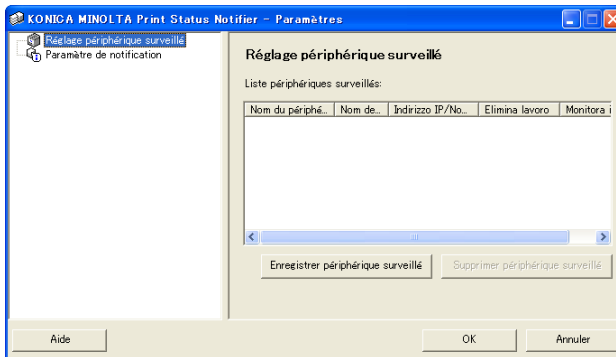 KONICA MINOLTA Print Status Notifier - Paramètres
Réglage périphérique surveillé
Paramètre de notification
Réglage périphérique surveillé
Liste périphériques surveillés:
Nom du périphé... Nom de... Indirizzo IP/No... Elimina lavoro Monitora i
Enregistrer périphérique surveillé Supprimer périphérique surveillé
Aide OK Annuler